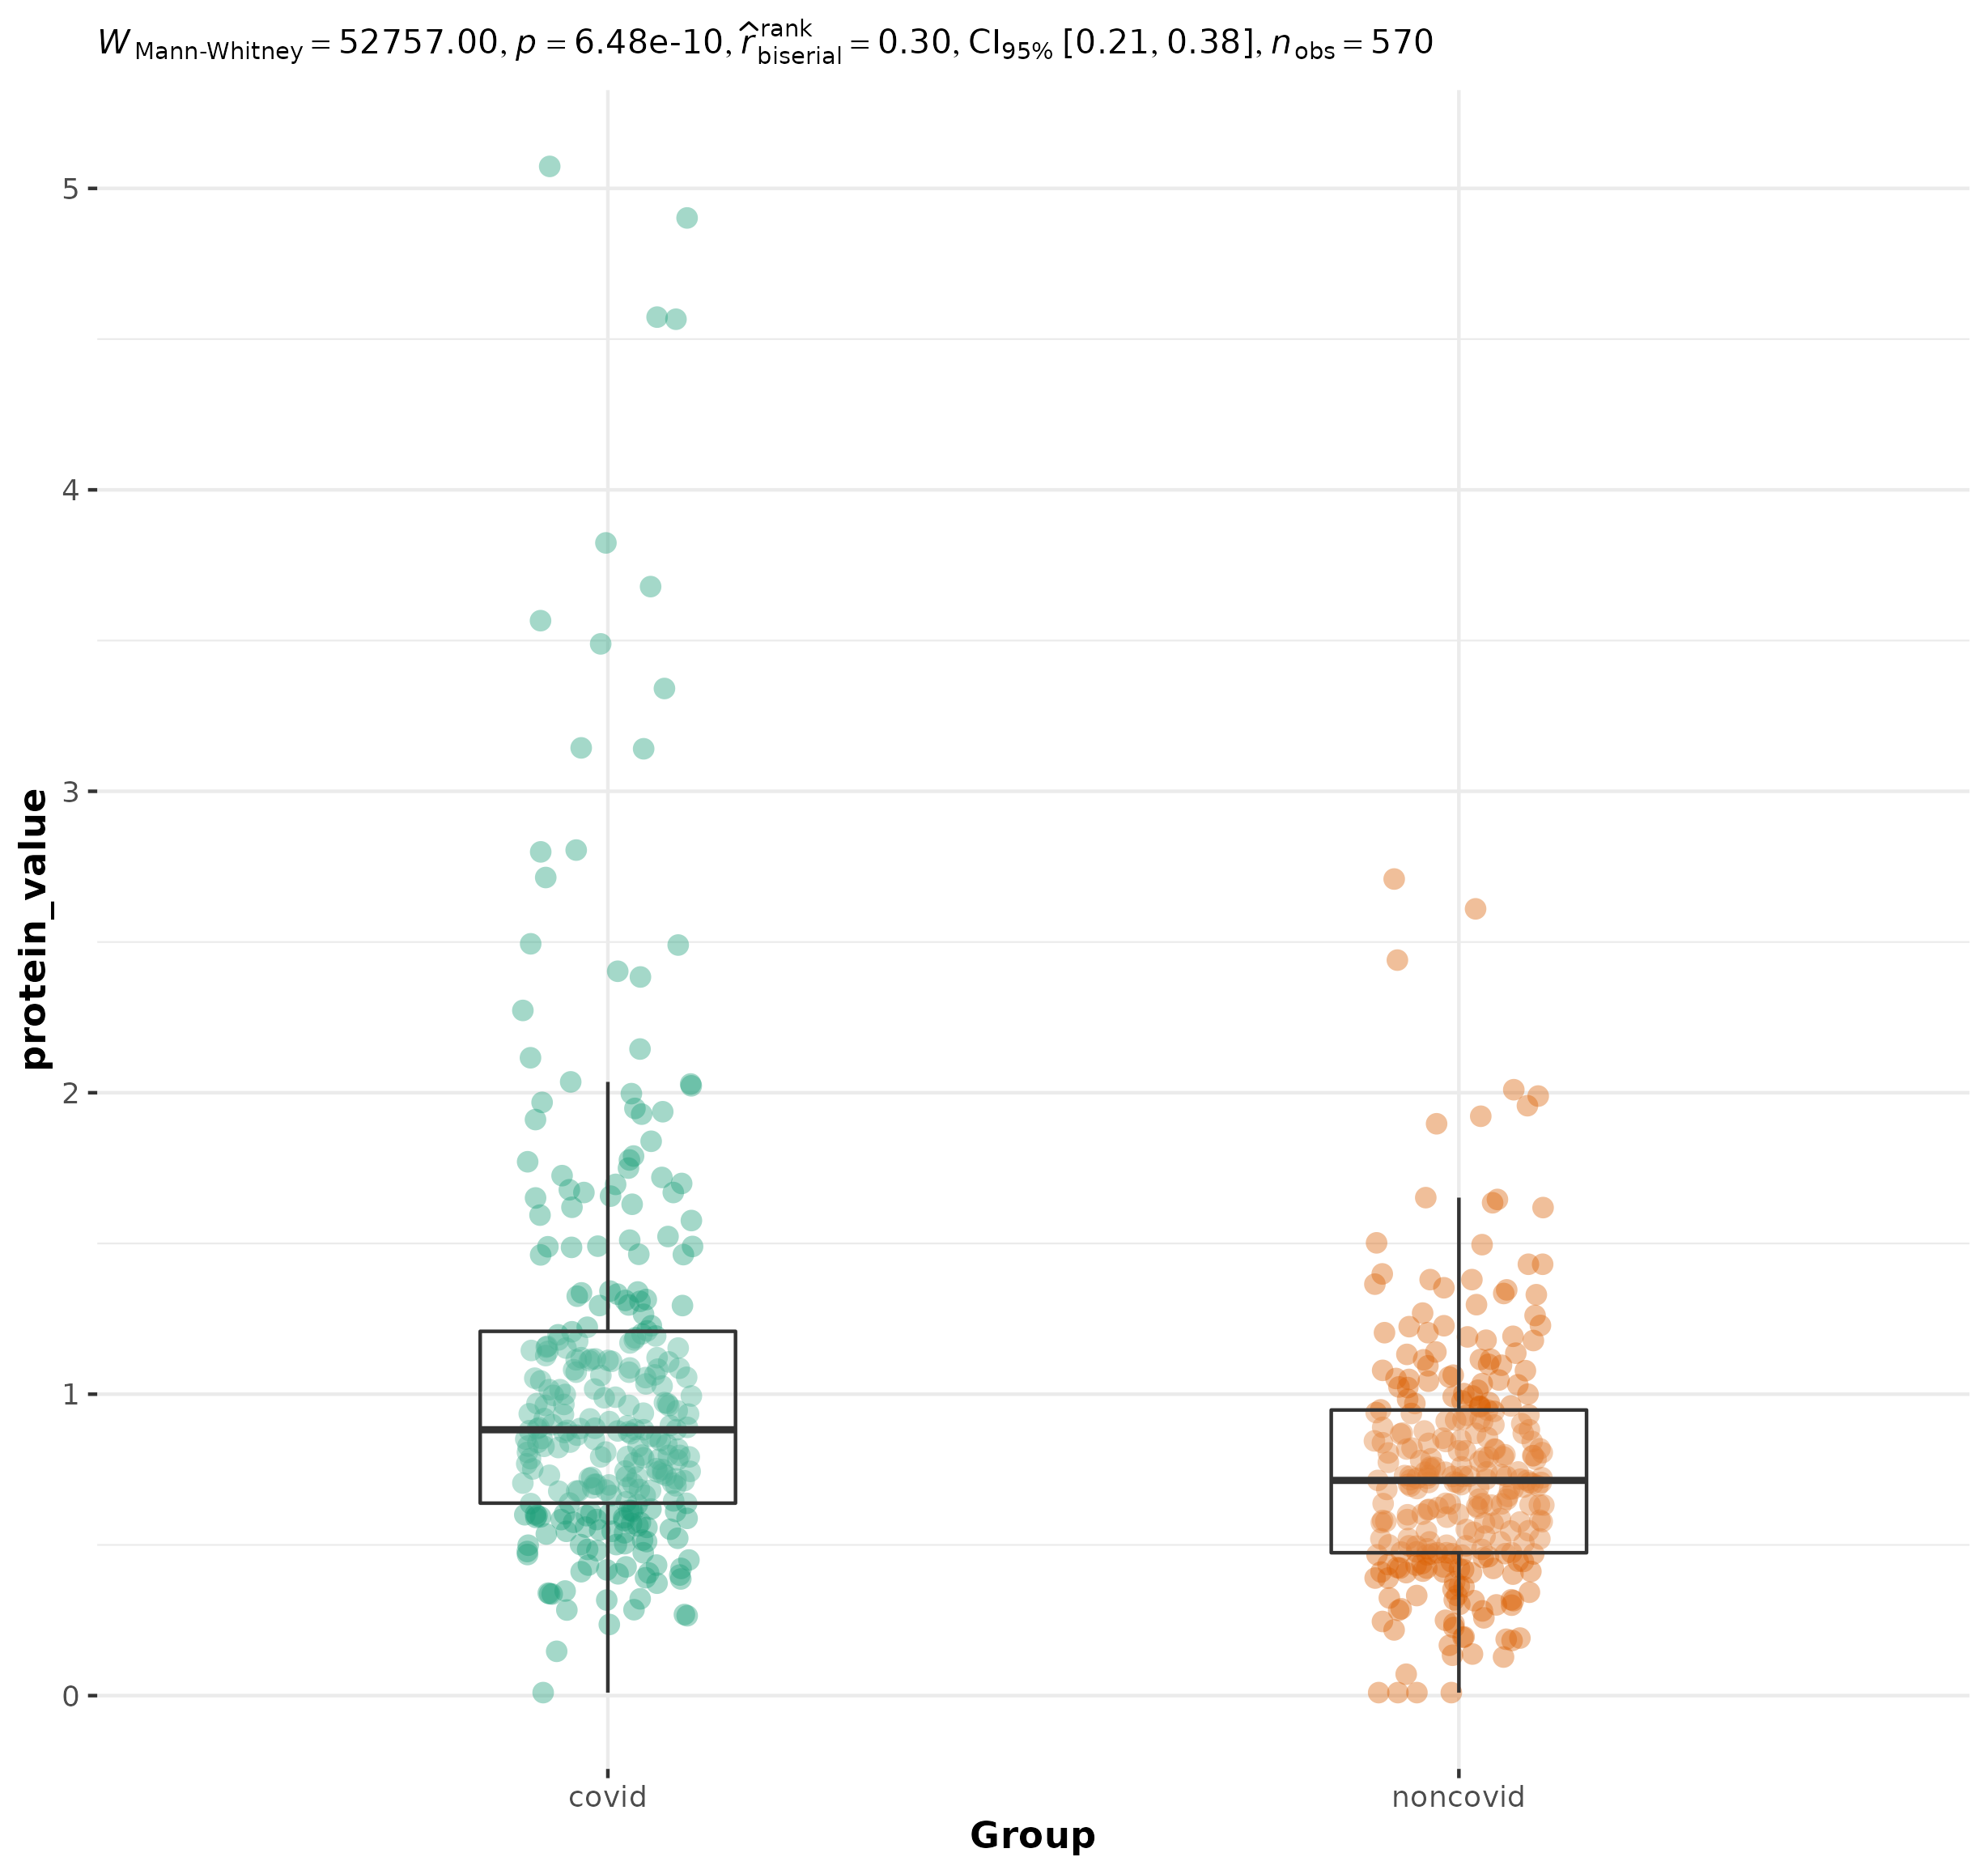 W Mann-Whitney = 52757.00, p = 6.48e-10, r̂ rank biserial = 0.30, CI95% [0.21, 0.38], n obs = 570
5
4
3
2
1
0
protein_value
covid noncovid
Group